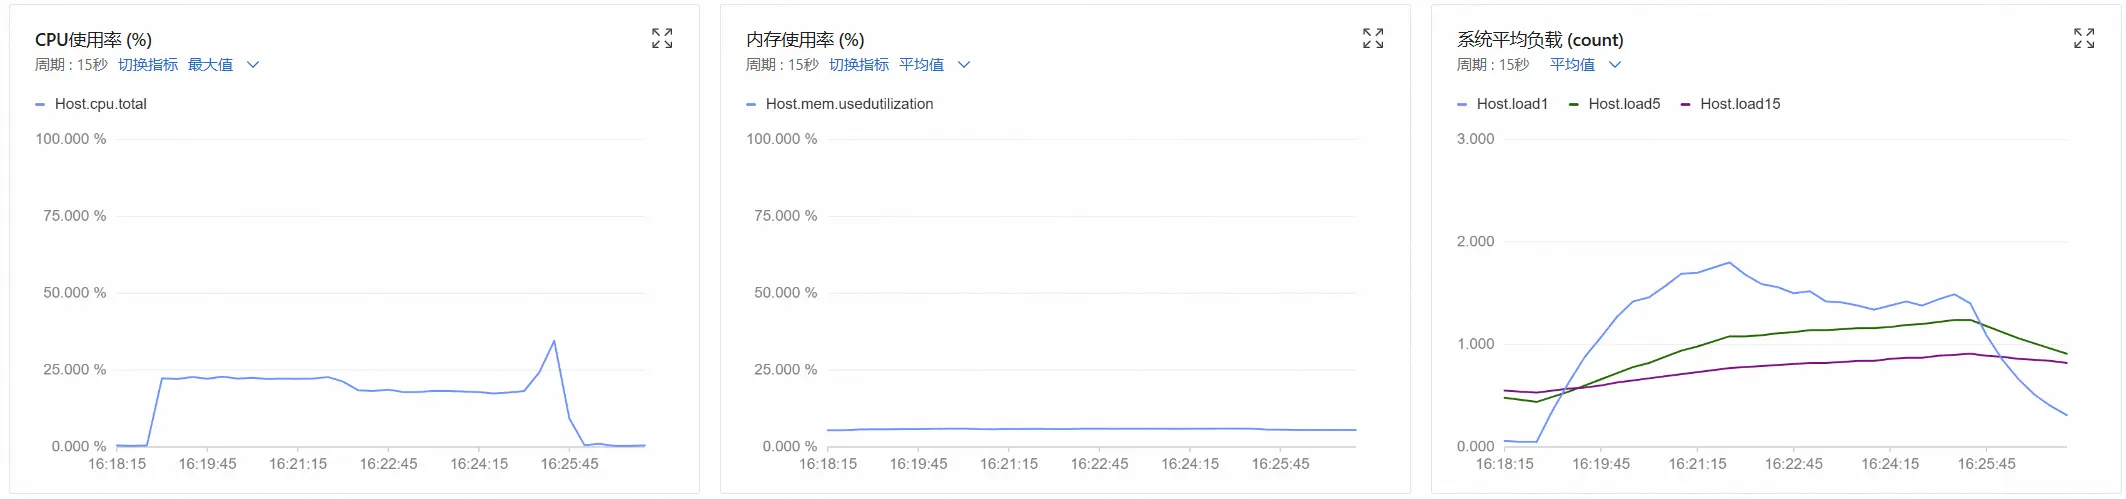 CPU使用率 (%)
周期 : 15秒 切换指标 最大值
Host.cpu.total
100.000 %
75.000 %
50.000 %
25.000 %
0.000 %
16:18:15 16:19:45 16:21:15 16:22:45 16:24:15 16:25:45
内存使用率 (%)
周期 : 15秒 切换指标 平均值
Host.mem.usedutilization
100.000 %
75.000 %
50.000 %
25.000 %
0.000 %
16:18:15 16:19:45 16:21:15 16:22:45 16:24:15 16:25:45
系统平均负载 (count)
周期 : 15秒 平均值
Host.load1 Host.load5 Host.load15
3.000
2.000
1.000
0.000
16:18:15 16:19:45 16:21:15 16:22:45 16:24:15 16:25:45